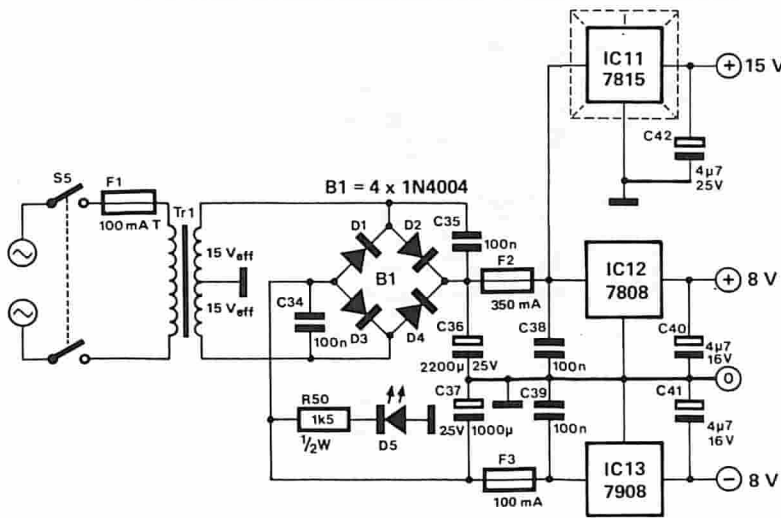 IC11
7815
+ 15 V
C42
4µ7
25V
S5
F1
100 mA T
Tr1
B1 = 4 x 1N4004
15 Veff
15 Veff
D1
D2
C35
100n
B1
F2
350 mA
IC12
7808
+ 8 V
C34
100n
D3
D4
C36
2200µ 25V
C38
100n
C40
4µ7
16V
0
R50
1k5
½W
D5
C37
25V 1000µ
C39
100n
C41
4µ7
16V
F3
100 mA
IC13
7908
− 8 V